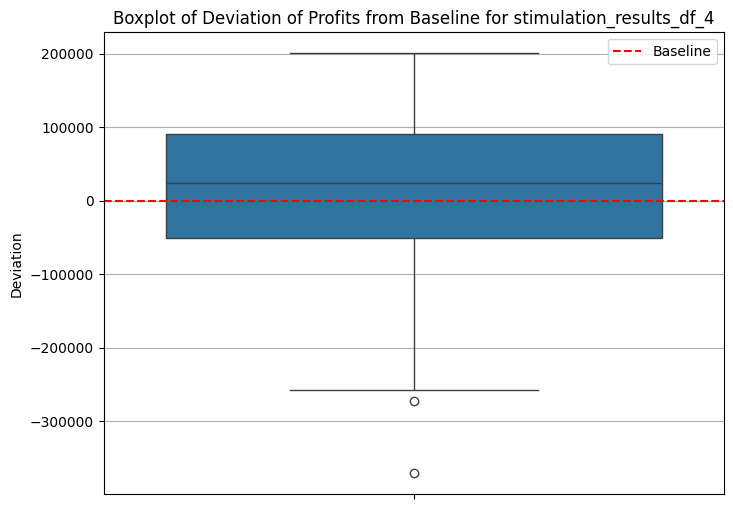 Boxplot of Deviation of Profits from Baseline for stimulation_results_df_4
Baseline
200000
100000
0
−100000
−200000
−300000
Deviation